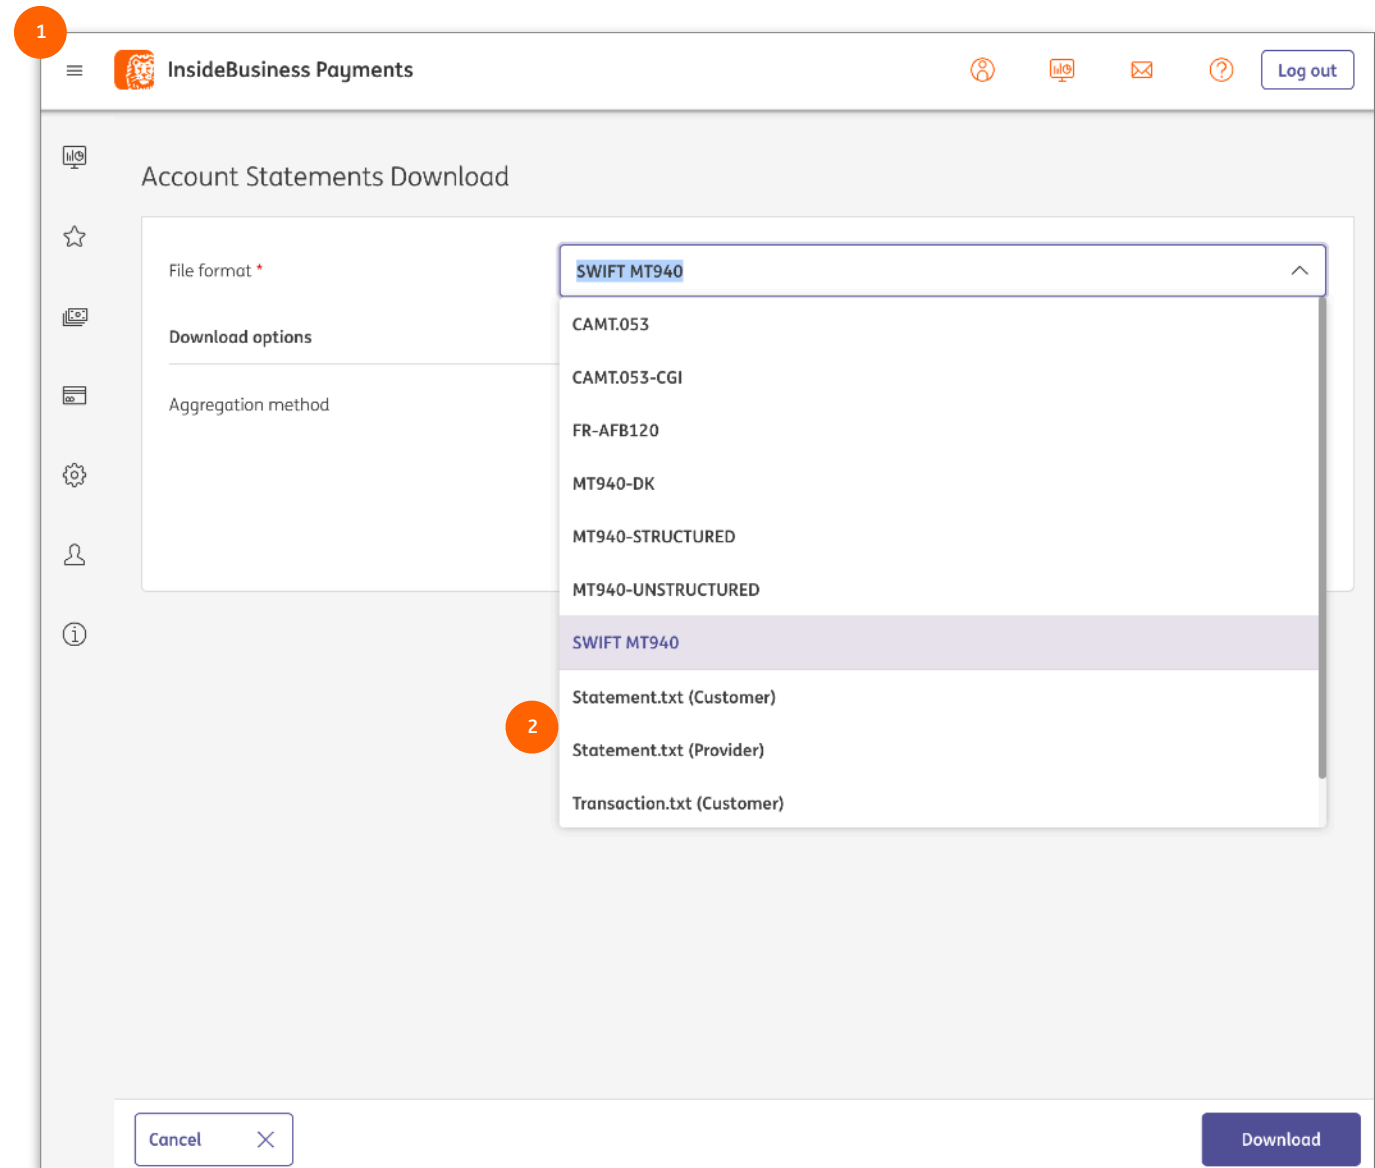 1
InsideBusiness Payments
Log out
Account Statements Download
File format *
SWIFT MT940
CAMT.053
Download options
CAMT.053-CGI
Aggregation method
FR-AFB120
MT940-DK
MT940-STRUCTURED
MT940-UNSTRUCTURED
SWIFT MT940
Statement.txt (Customer)
2
Statement.txt (Provider)
Transaction.txt (Customer)
Cancel
Download